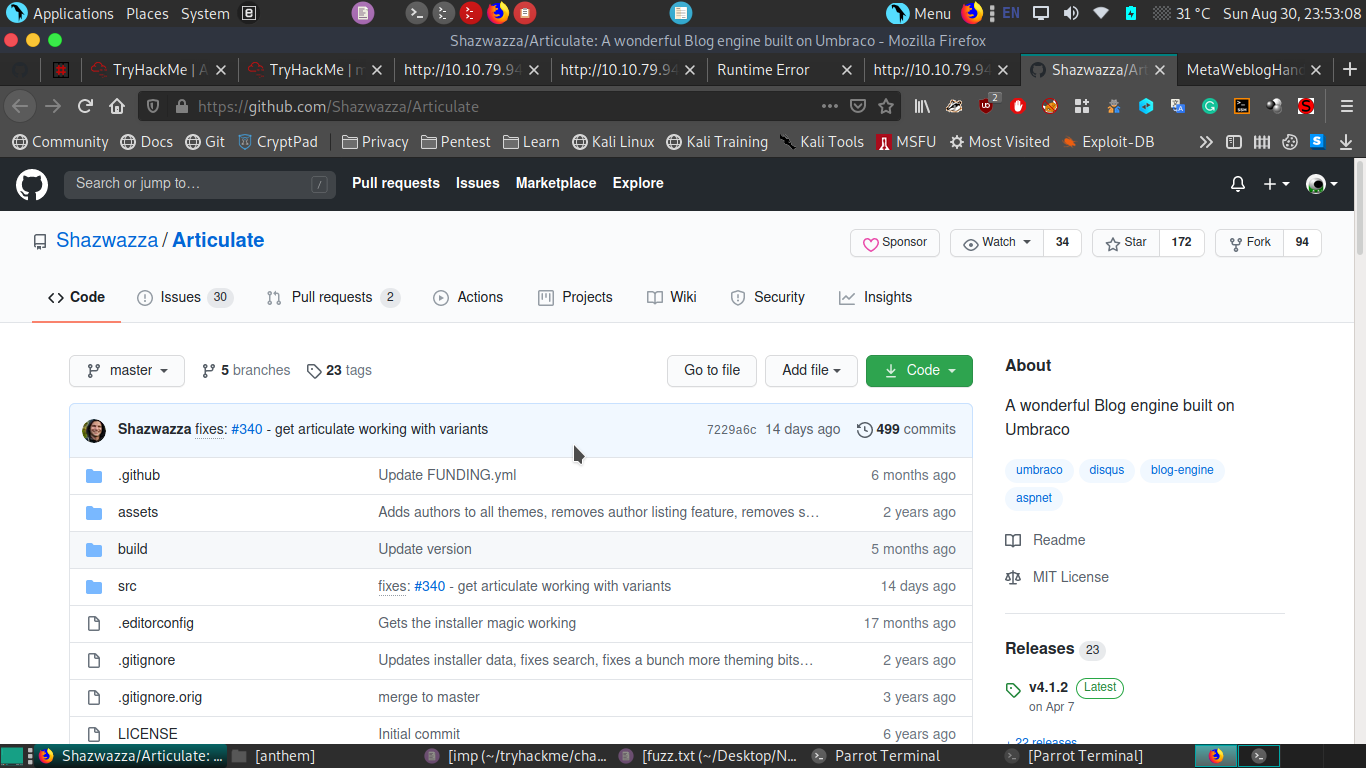 Applications Places System Menu EN 31 °C Sun Aug 30, 23:53:08
Shazwazza/Articulate: A wonderful Blog engine built on Umbraco - Mozilla Firefox
TryHackMe | A TryHackMe | m http://10.10.79.94 http://10.10.79.94 Runtime Error http://10.10.79.94 Shazwazza/Art MetaWeblogHand
https://github.com/Shazwazza/Articulate 2
Community Docs Git CryptPad Privacy Pentest Learn Kali Linux Kali Training Kali Tools MSFU Most Visited Exploit-DB
Search or jump to… / Pull requests Issues Marketplace Explore
Shazwazza / Articulate Sponsor Watch 34 Star 172 Fork 94
Code Issues 30 Pull requests 2 Actions Projects Wiki Security Insights
master 5 branches 23 tags Go to file Add file Code
Shazwazza fixes: #340 - get articulate working with variants 7229a6c 14 days ago 499 commits
.github Update FUNDING.yml 6 months ago
assets Adds authors to all themes, removes author listing feature, removes s… 2 years ago
build Update version 5 months ago
src fixes: #340 - get articulate working with variants 14 days ago
.editorconfig Gets the installer magic working 17 months ago
.gitignore Updates installer data, fixes search, fixes a bunch more theming bits… 2 years ago
.gitignore.orig merge to master 3 years ago
LICENSE Initial commit 6 years ago
About
A wonderful Blog engine built on
Umbraco
umbraco disqus blog-engine
aspnet
Readme
MIT License
Releases 23
v4.1.2 Latest
on Apr 7
+ 22 releases
Shazwazza/Articulate: ... [anthem] [imp (~/tryhackme/cha... [fuzz.txt (~/Desktop/N... Parrot Terminal [Parrot Terminal]